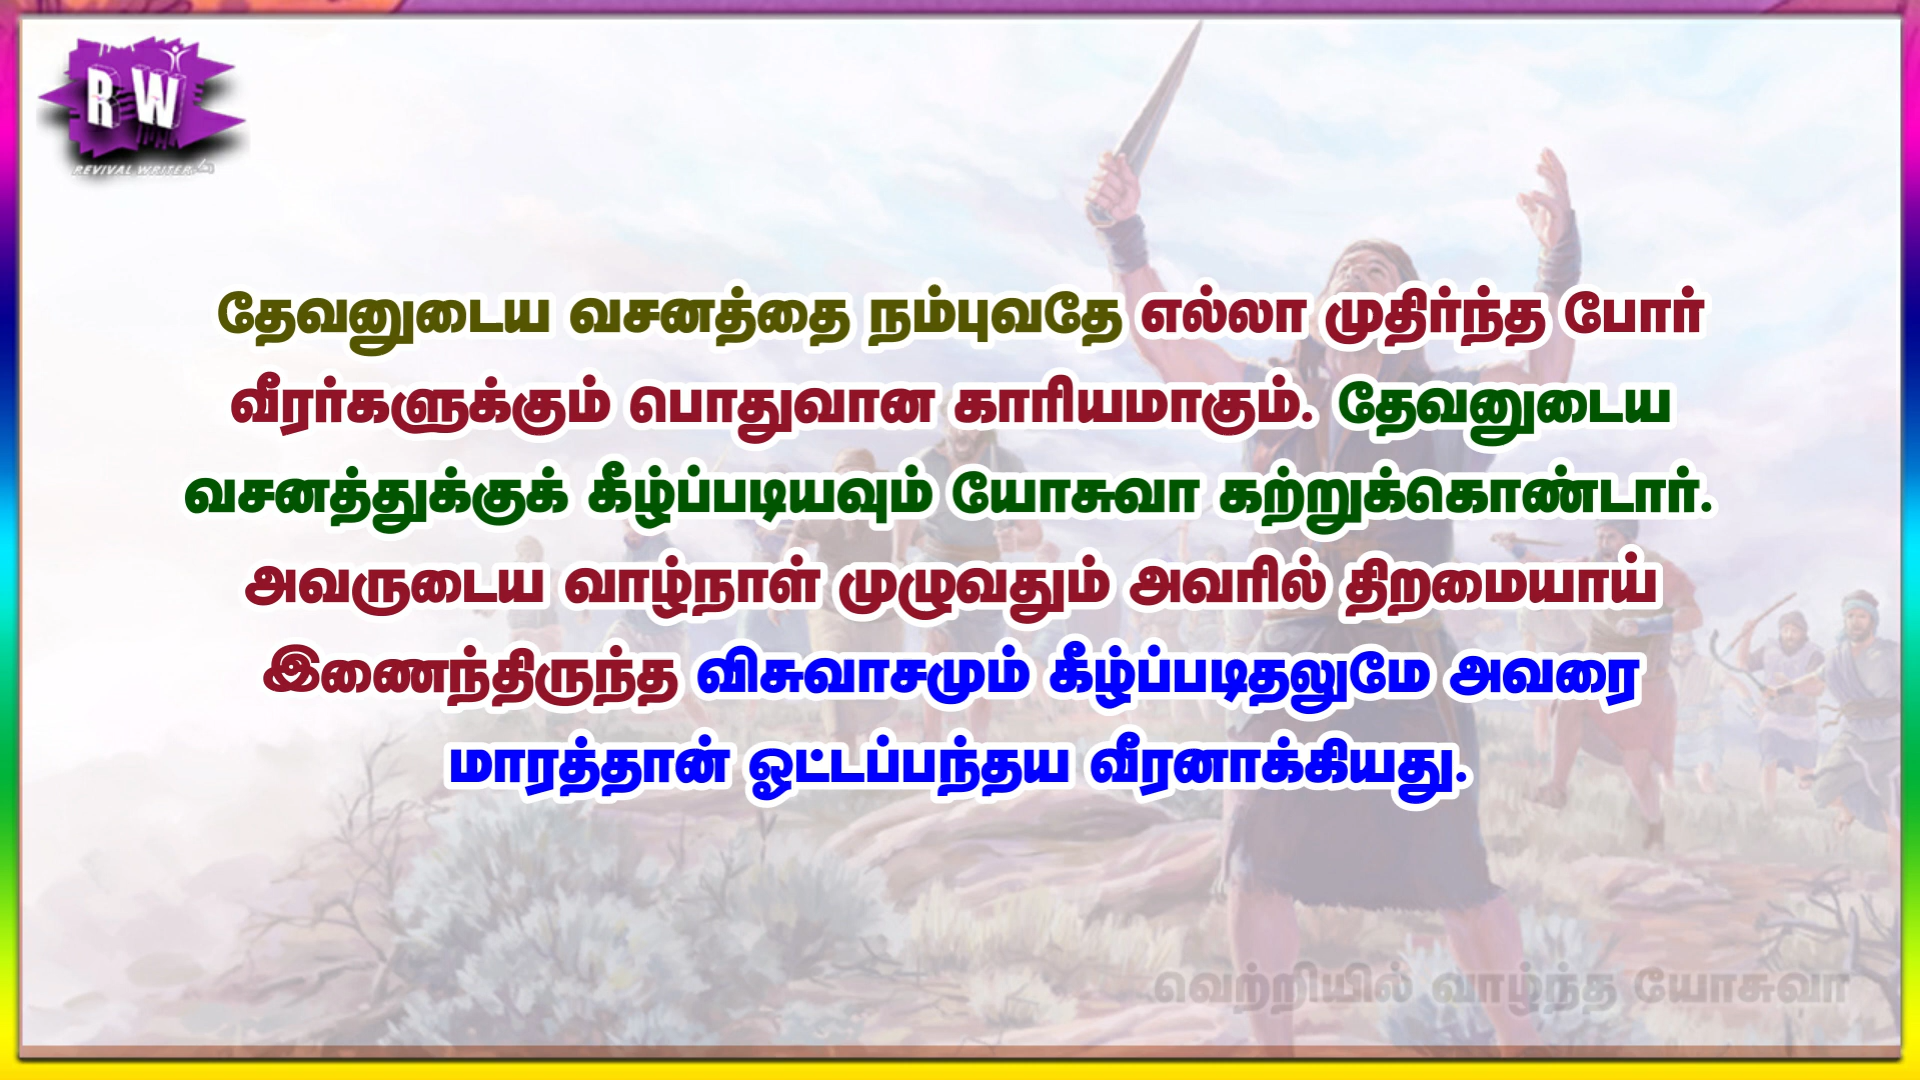 RW
REVIVAL WRITER
தேவனுடைய வசனத்தை நம்புவதே எல்லா முதிர்ந்த போர்
வீரர்களுக்கும் பொதுவான காரியமாகும். தேவனுடைய
வசனத்துக்குக் கீழ்ப்படியவும் யோசுவா கற்றுக்கொண்டார்.
அவருடைய வாழ்நாள் முழுவதும் அவரில் திறமையாய்
இணைந்திருந்த விசுவாசமும் கீழ்ப்படிதலுமே அவரை
மாரத்தான் ஓட்டப்பந்தய வீரனாக்கியது.
வெற்றியில் வாழ்ந்த யோசுவா